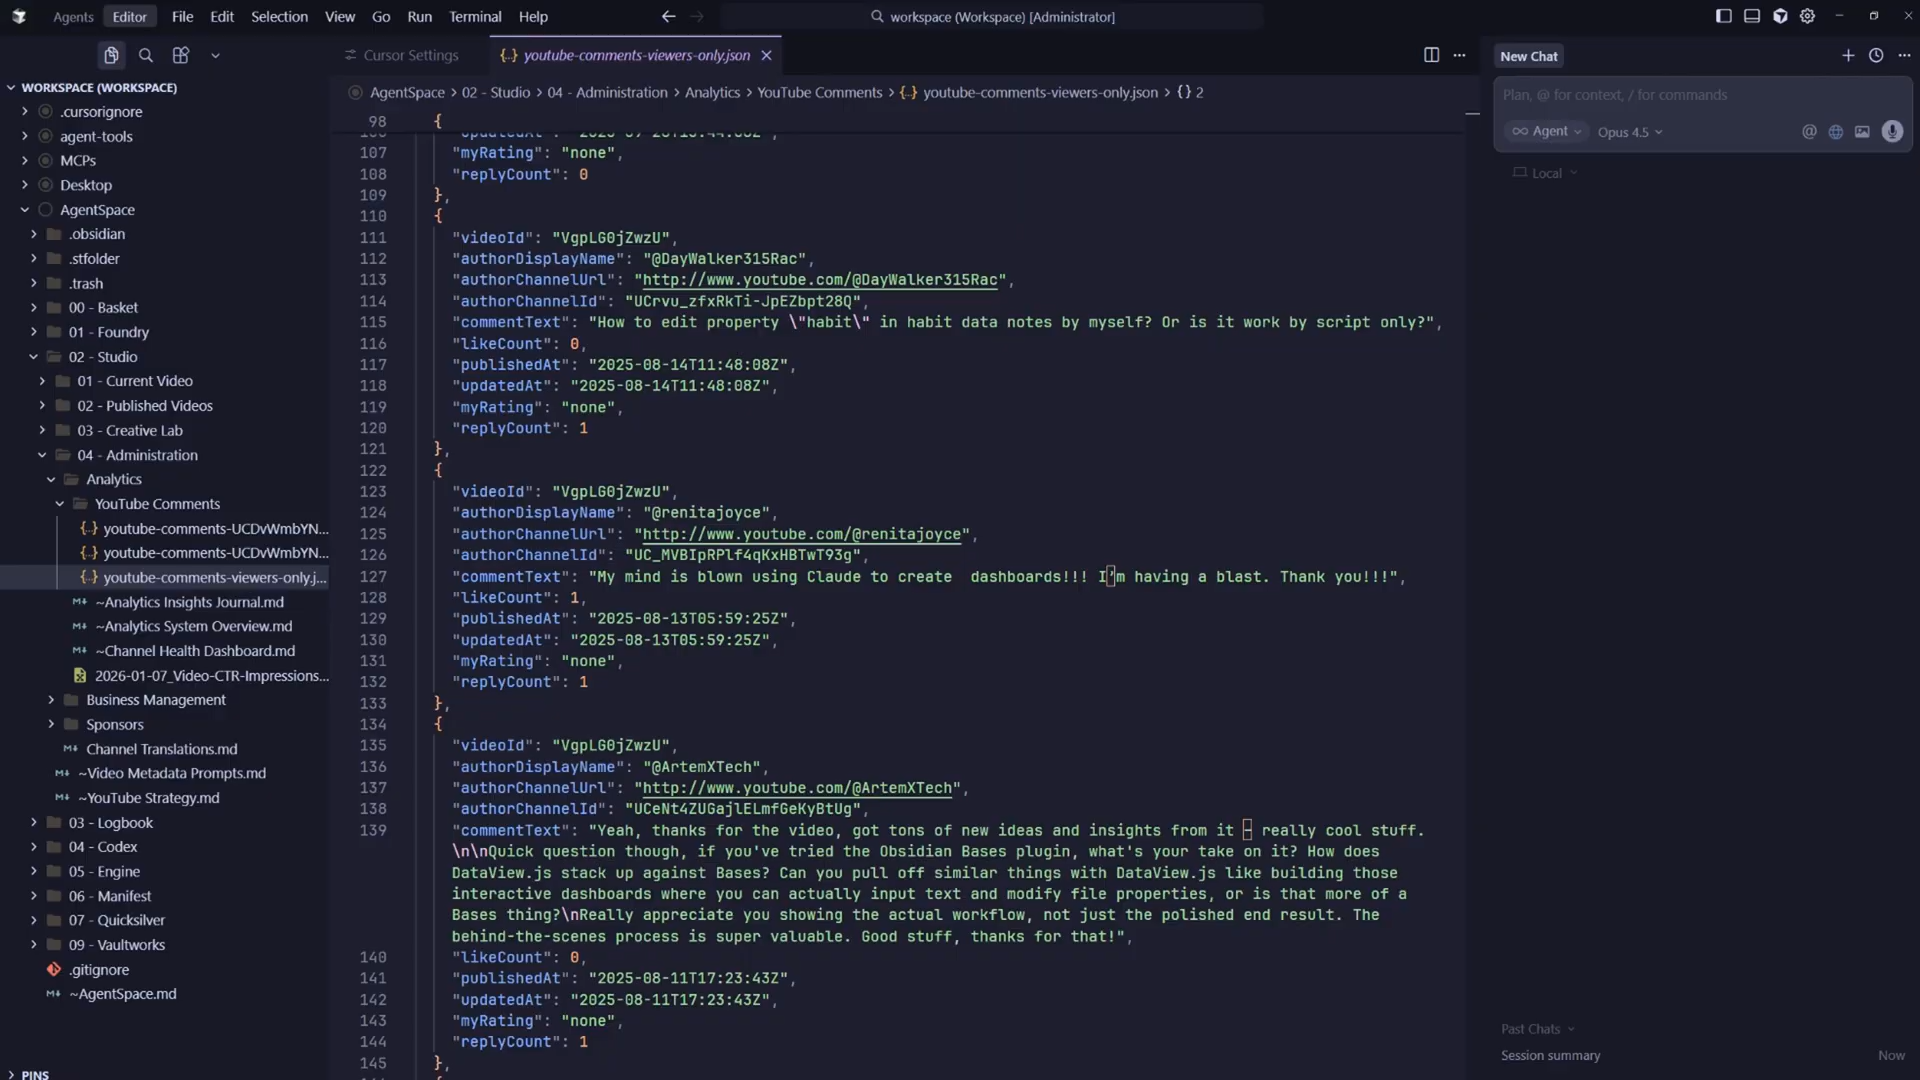 Agents Editor File Edit Selection View Go Run Terminal Help
workspace (Workspace) [Administrator]
Cursor Settings
youtube-comments-viewers-only.json
AgentSpace > 02 - Studio > 04 - Administration > Analytics > YouTube Comments > {..} youtube-comments-viewers-only.json > {} 2
WORKSPACE (WORKSPACE)
.cursorignore
agent-tools
MCPs
Desktop
AgentSpace
.obsidian
.stfolder
.trash
00 - Basket
01 - Foundry
02 - Studio
01 - Current Video
02 - Published Videos
03 - Creative Lab
04 - Administration
Analytics
YouTube Comments
{..} youtube-comments-UCDvWmbYN...
{..} youtube-comments-UCDvWmbYN...
{..} youtube-comments-viewers-only.j...
~Analytics Insights Journal.md
~Analytics System Overview.md
~Channel Health Dashboard.md
2026-01-07_Video-CTR-Impressions...
Business Management
Sponsors
Channel Translations.md
~Video Metadata Prompts.md
~YouTube Strategy.md
03 - Logbook
04 - Codex
05 - Engine
06 - Manifest
07 - Quicksilver
09 - Vaultworks
.gitignore
~AgentSpace.md
PINS
98 {
107 "myRating": "none",
108 "replyCount": 0
109 },
110 {
111 "videoId": "VgpLG0jZwzU",
112 "authorDisplayName": "@DayWalker315Rac",
113 "authorChannelUrl": "http://www.youtube.com/@DayWalker315Rac",
114 "authorChannelId": "UCrvu_zfxRkTi-JpEZbpt28Q",
115 "commentText": "How to edit property \"habit\" in habit data notes by myself? Or is it work by script only?",
116 "likeCount": 0,
117 "publishedAt": "2025-08-14T11:48:08Z",
118 "updatedAt": "2025-08-14T11:48:08Z",
119 "myRating": "none",
120 "replyCount": 1
121 },
122 {
123 "videoId": "VgpLG0jZwzU",
124 "authorDisplayName": "@renitajoyce",
125 "authorChannelUrl": "http://www.youtube.com/@renitajoyce",
126 "authorChannelId": "UC_MVBIpRPlf4qKxHBTwT93g",
127 "commentText": "My mind is blown using Claude to create  dashboards!!! I’m having a blast. Thank you!!!",
128 "likeCount": 1,
129 "publishedAt": "2025-08-13T05:59:25Z",
130 "updatedAt": "2025-08-13T05:59:25Z",
131 "myRating": "none",
132 "replyCount": 1
133 },
134 {
135 "videoId": "VgpLG0jZwzU",
136 "authorDisplayName": "@ArtemXTech",
137 "authorChannelUrl": "http://www.youtube.com/@ArtemXTech",
138 "authorChannelId": "UCeNt4ZUGajlELmfGeKyBtUg",
139 "commentText": "Yeah, thanks for the video, got tons of new ideas and insights from it – really cool stuff.
\n\nQuick question though, if you've tried the Obsidian Bases plugin, what's your take on it? How does
DataView.js stack up against Bases? Can you pull off similar things with DataView.js like building those
interactive dashboards where you can actually input text and modify file properties, or is that more of a
Bases thing?\nReally appreciate you showing the actual workflow, not just the polished end result. The
behind-the-scenes process is super valuable. Good stuff, thanks for that!",
140 "likeCount": 0,
141 "publishedAt": "2025-08-11T17:23:43Z",
142 "updatedAt": "2025-08-11T17:23:43Z",
143 "myRating": "none",
144 "replyCount": 1
145 },
New Chat
Plan, @ for context, / for commands
Agent Opus 4.5
Local
Past Chats
Session summary Now